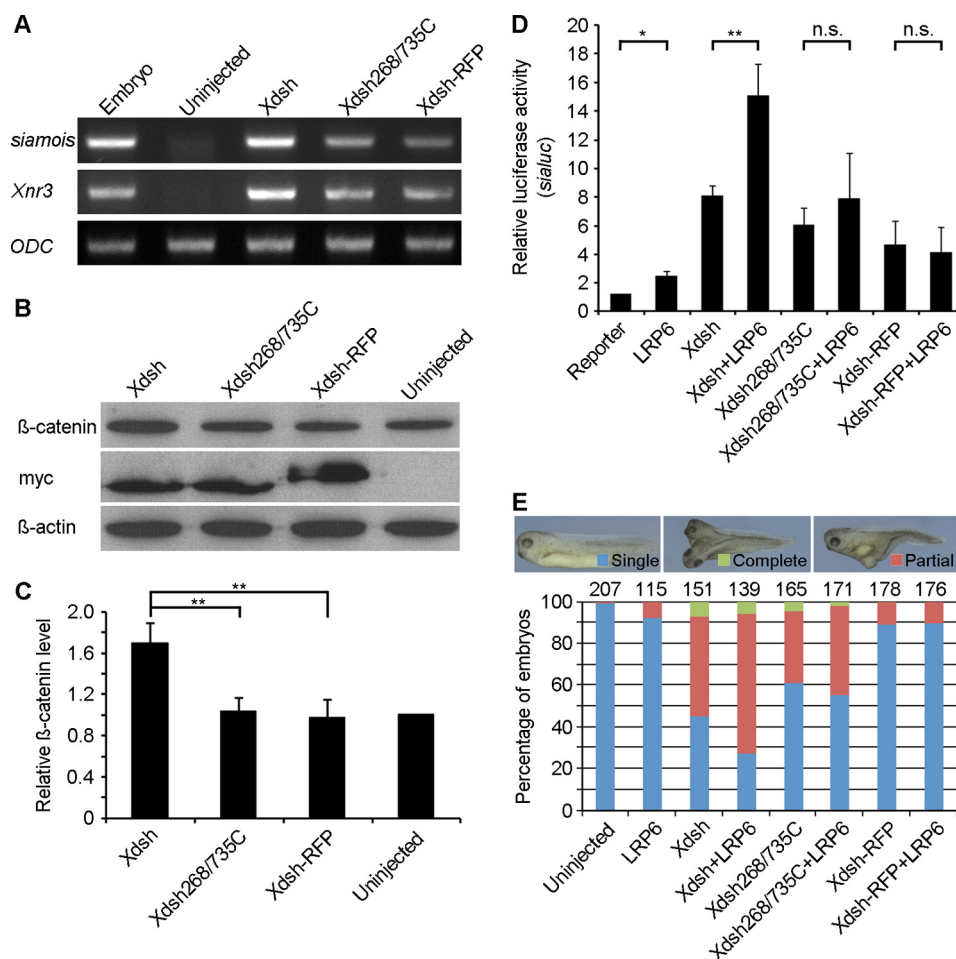 A
Embryo
Uninjected
Xdsh
Xdsh268/735C
Xdsh-RFP
siamois
Xnr3
ODC
B
Xdsh
Xdsh268/735C
Xdsh-RFP
Uninjected
ß-catenin
myc
ß-actin
C
** 
**
Relative ß-catenin level
2.0
1.6
1.2
0.8
0.4
0
Xdsh
Xdsh268/735C
Xdsh-RFP
Uninjected
D
*
**
n.s.
n.s.
Relative luciferase activity
(sialuc)
20
18
16
14
12
10
8
6
4
2
0
Reporter
LRP6
Xdsh
Xdsh+LRP6
Xdsh268/735C
Xdsh268/735C+LRP6
Xdsh-RFP
Xdsh-RFP+LRP6
E
Single
Complete
Partial
207 115 151 139 165 171 178 176
Percentage of embryos
100
80
60
40
20
0
Uninjected
LRP6
Xdsh
Xdsh+LRP6
Xdsh268/735C
Xdsh268/735C+LRP6
Xdsh-RFP
Xdsh-RFP+LRP6